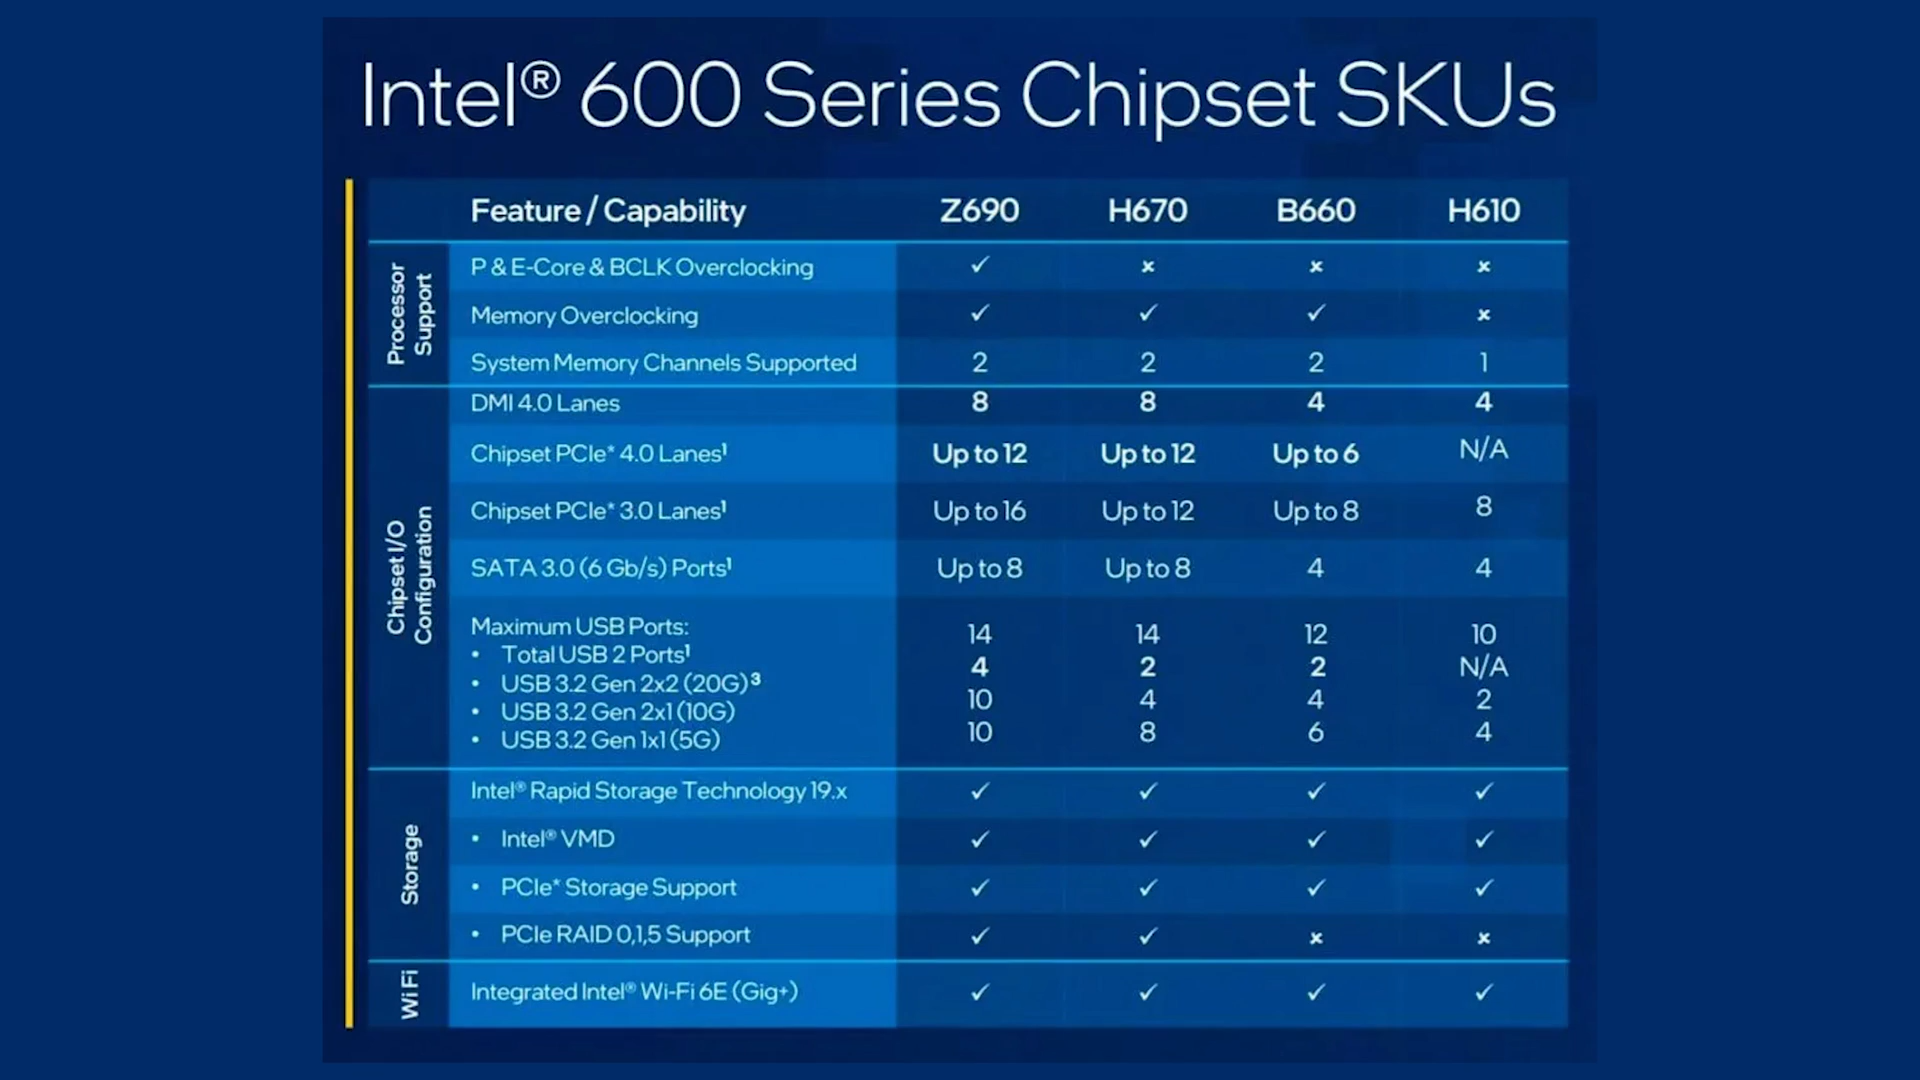 Intel® 600 Series Chipset SKUs
Feature / Capability Z690 H670 B660 H610
Processor Support
P & E-Core & BCLK Overclocking ✓ × × ×
Memory Overclocking ✓ ✓ ✓ ×
System Memory Channels Supported 2 2 2 1
Chipset I/O Configuration
DMI 4.0 Lanes 8 8 4 4
Chipset PCIe* 4.0 Lanes¹ Up to 12 Up to 12 Up to 6 N/A
Chipset PCIe* 3.0 Lanes¹ Up to 16 Up to 12 Up to 8 8
SATA 3.0 (6 Gb/s) Ports¹ Up to 8 Up to 8 4 4
Maximum USB Ports:
• Total USB 2 Ports¹ 14 14 12 10
• USB 3.2 Gen 2x2 (20G)³ 4 2 2 N/A
• USB 3.2 Gen 2x1 (10G) 10 4 4 2
• USB 3.2 Gen 1x1 (5G) 10 8 6 4
Storage
Intel® Rapid Storage Technology 19.x ✓ ✓ ✓ ✓
• Intel® VMD ✓ ✓ ✓ ✓
• PCIe* Storage Support ✓ ✓ ✓ ✓
• PCIe RAID 0,1,5 Support ✓ ✓ × ×
Wi Fi
Integrated Intel® Wi-Fi 6E (Gig+) ✓ ✓ ✓ ✓